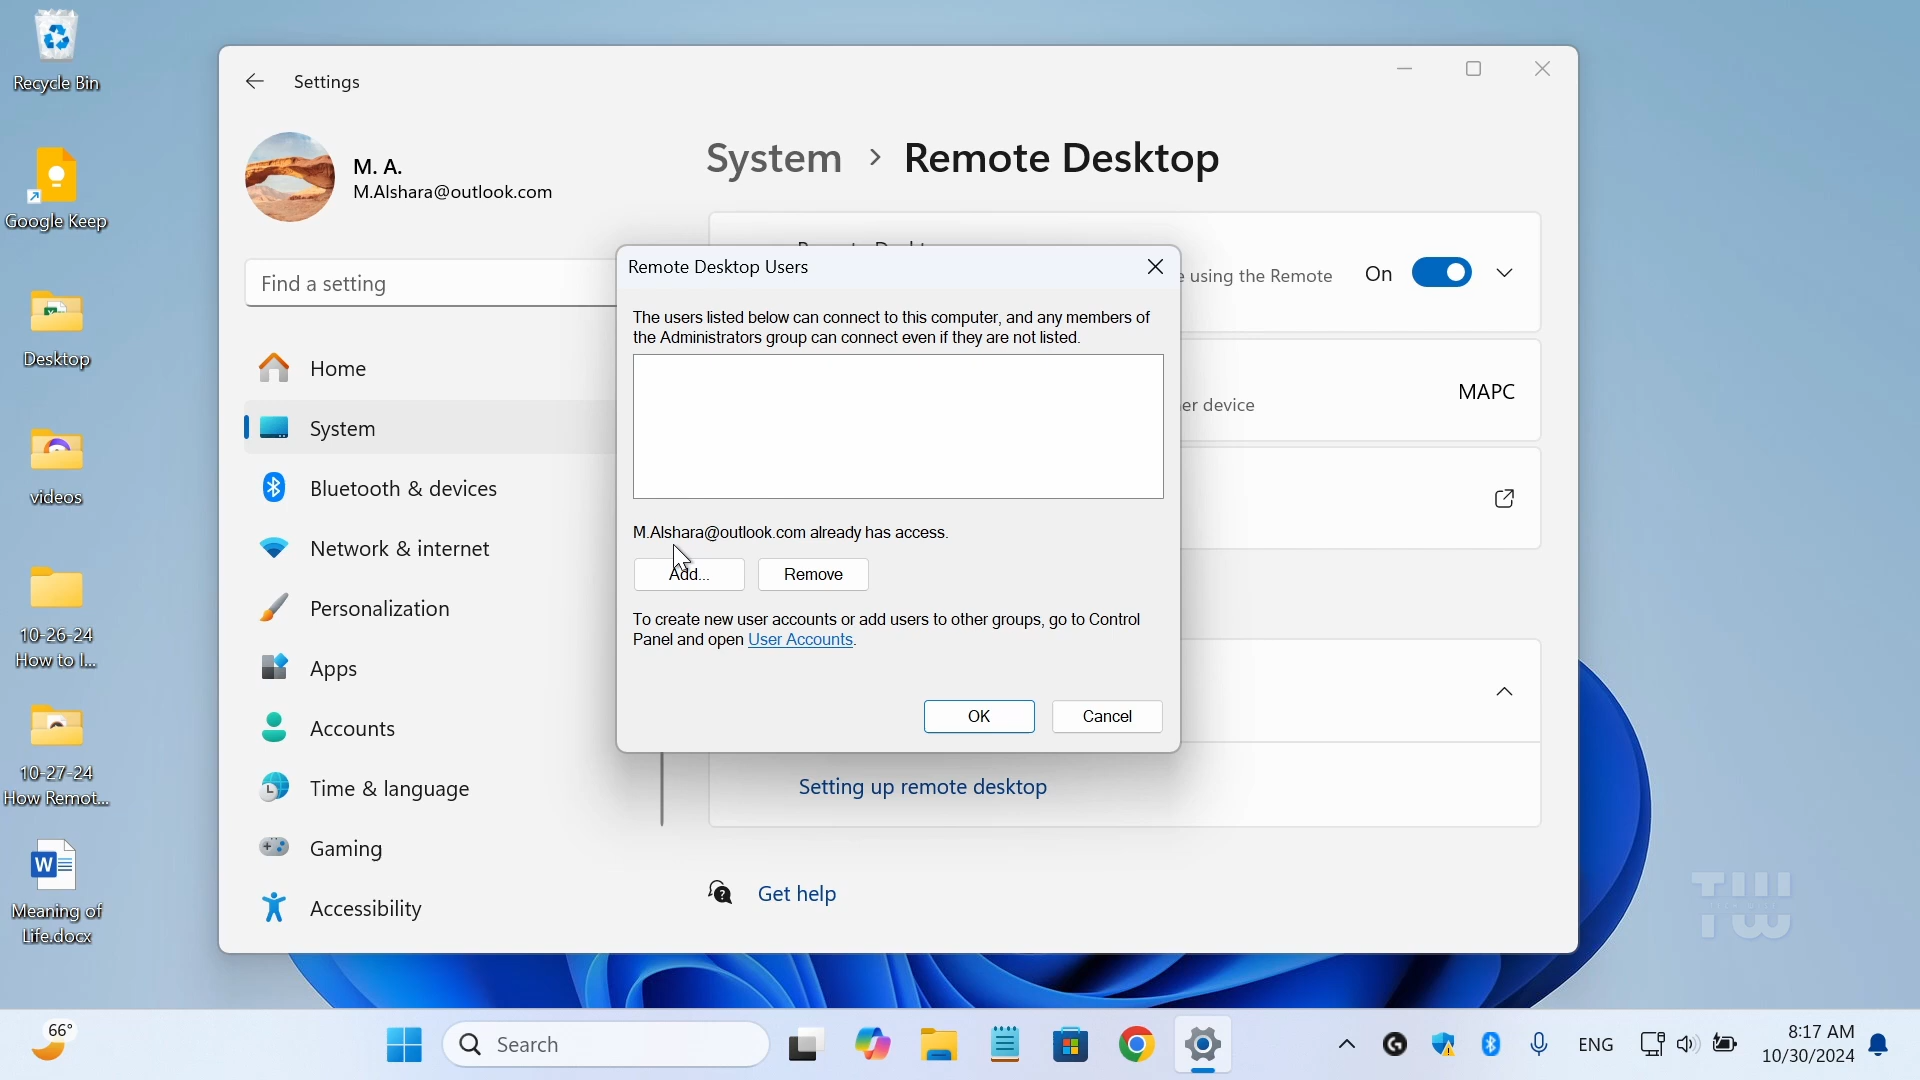 Recycle Bin
Google Keep
Desktop
videos
10-26-24
How to I...
10-27-24
How Remot...
Meaning of
Life.docx
Settings
M. A.
M.Alshara@outlook.com
Find a setting
Home
System
Bluetooth & devices
Network & internet
Personalization
Apps
Accounts
Time & language
Gaming
Accessibility
System > Remote Desktop
using the Remote
On
MAPC
er device
Remote Desktop Users
The users listed below can connect to this computer, and any members of
the Administrators group can connect even if they are not listed.
M.Alshara@outlook.com already has access.
Add...
Remove
To create new user accounts or add users to other groups, go to Control
Panel and open User Accounts.
OK
Cancel
Setting up remote desktop
Get help
66°
Search
ENG
8:17 AM
10/30/2024